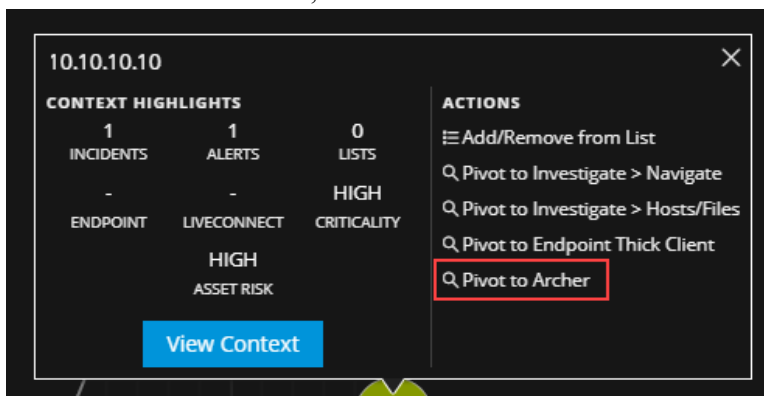 10.10.10.10
CONTEXT HIGHLIGHTS
1 1 0
INCIDENTS ALERTS LISTS
- - HIGH
ENDPOINT LIVECONNECT CRITICALITY
HIGH
ASSET RISK
View Context
ACTIONS
Add/Remove from List
Pivot to Investigate > Navigate
Pivot to Investigate > Hosts/Files
Pivot to Endpoint Thick Client
Pivot to Archer